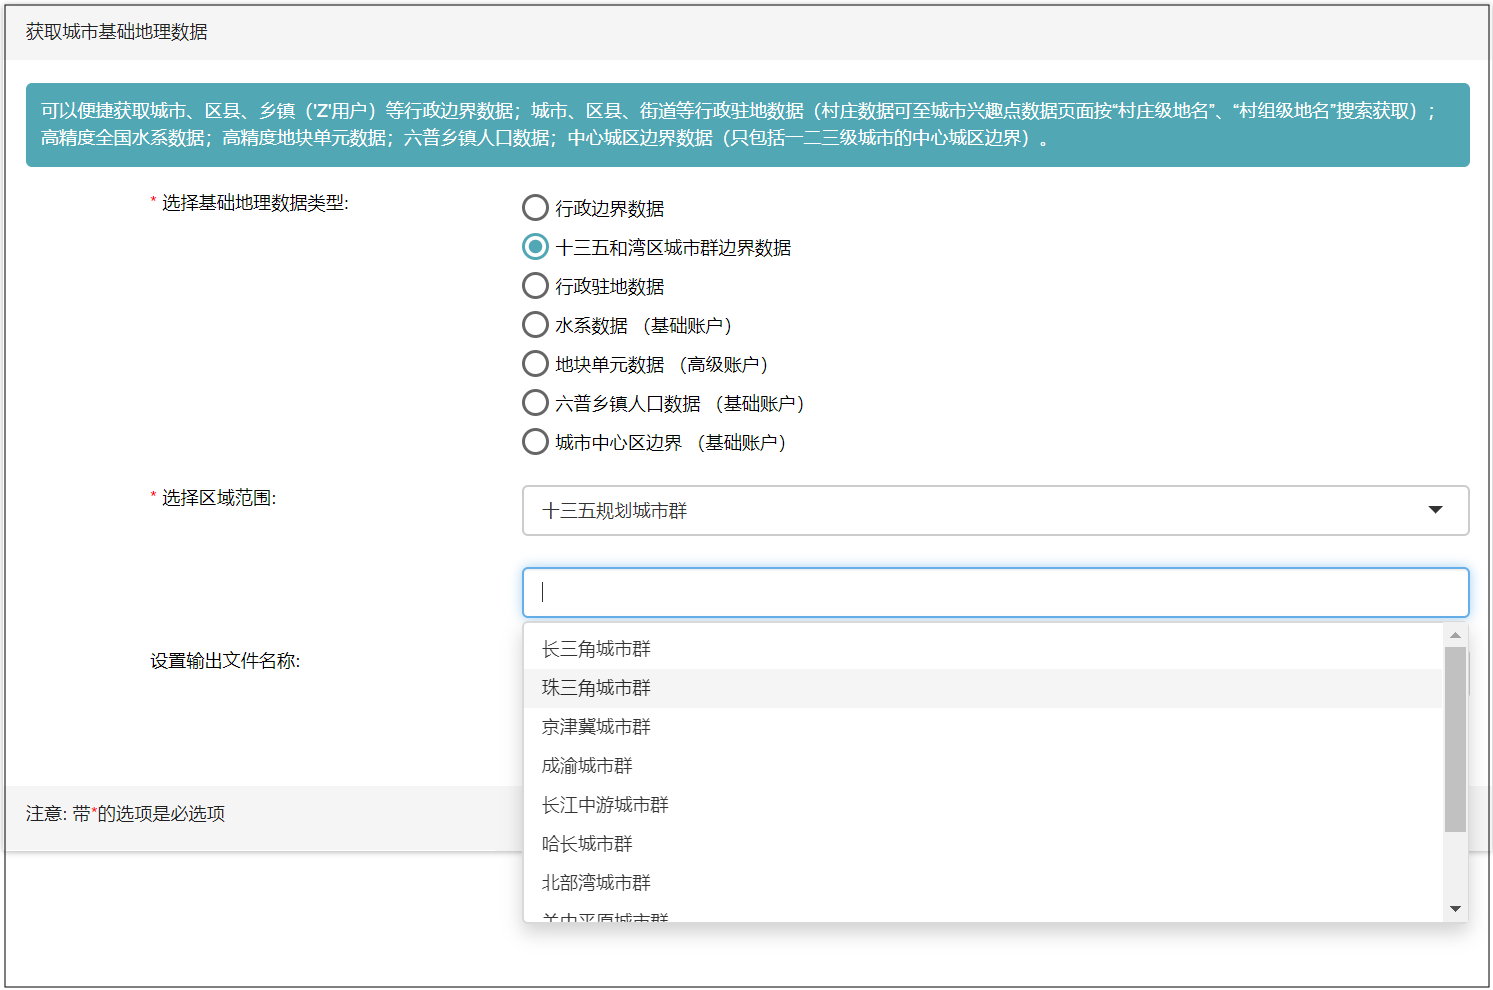 获取城市基础地理数据
可以便捷获取城市、区县、乡镇（'Z'用户）等行政边界数据；城市、区县、街道等行政驻地数据（村庄数据可至城市兴趣点数据页面按“村庄级地名”、“村组级地名”搜索获取）；
高精度全国水系数据；高精度地块单元数据；六普乡镇人口数据；中心城区边界数据（只包括一二三级城市的中心城区边界）。
* 选择基础地理数据类型:
行政边界数据
十三五和湾区城市群边界数据
行政驻地数据
水系数据 （基础账户）
地块单元数据 （高级账户）
六普乡镇人口数据 （基础账户）
城市中心区边界 （基础账户）
* 选择区域范围:
十三五规划城市群
设置输出文件名称:
长三角城市群
珠三角城市群
京津冀城市群
成渝城市群
长江中游城市群
哈长城市群
北部湾城市群
关中平原城市群
注意: 带*的选项是必选项